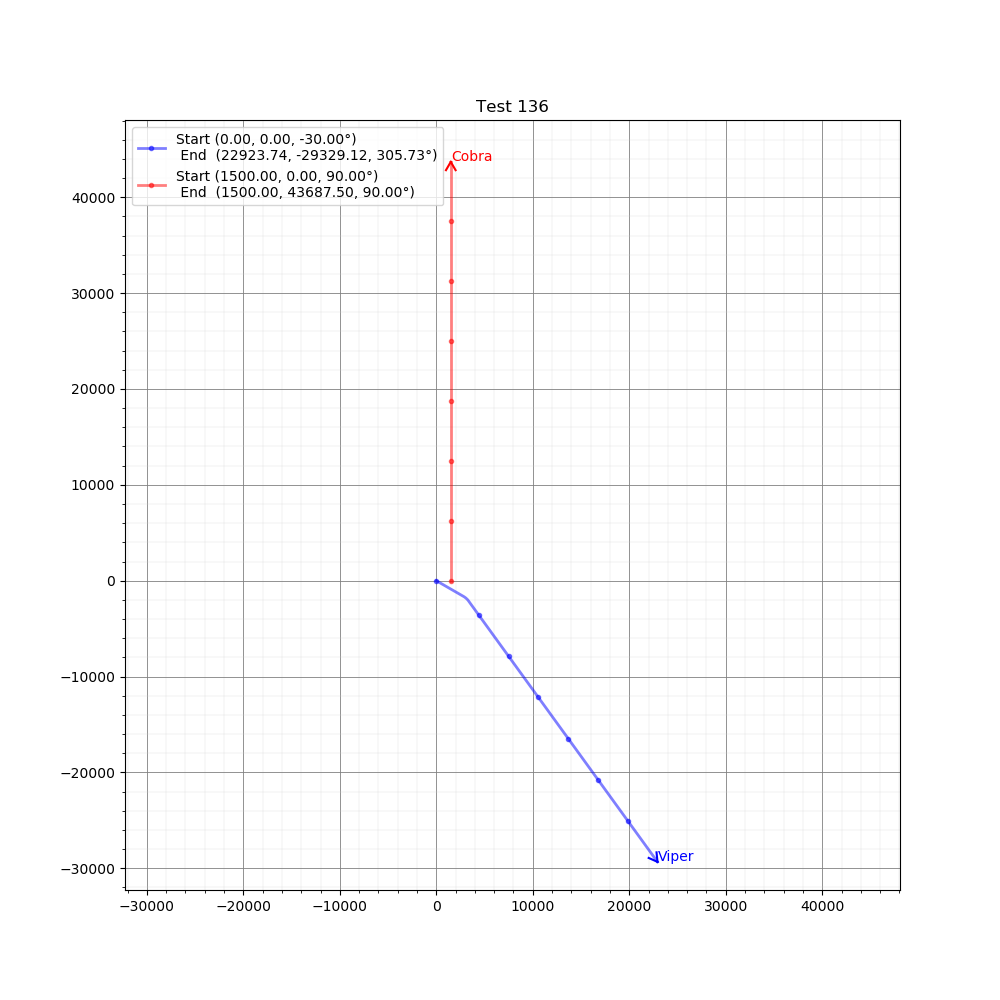 Test 136
Start (0.00, 0.00, -30.00°)
End (22923.74, -29329.12, 305.73°)
Start (1500.00, 0.00, 90.00°)
End (1500.00, 43687.50, 90.00°)
Cobra
40000
30000
20000
10000
0
−10000
−20000
−30000
Viper
−30000 −20000 −10000 0 10000 20000 30000 40000